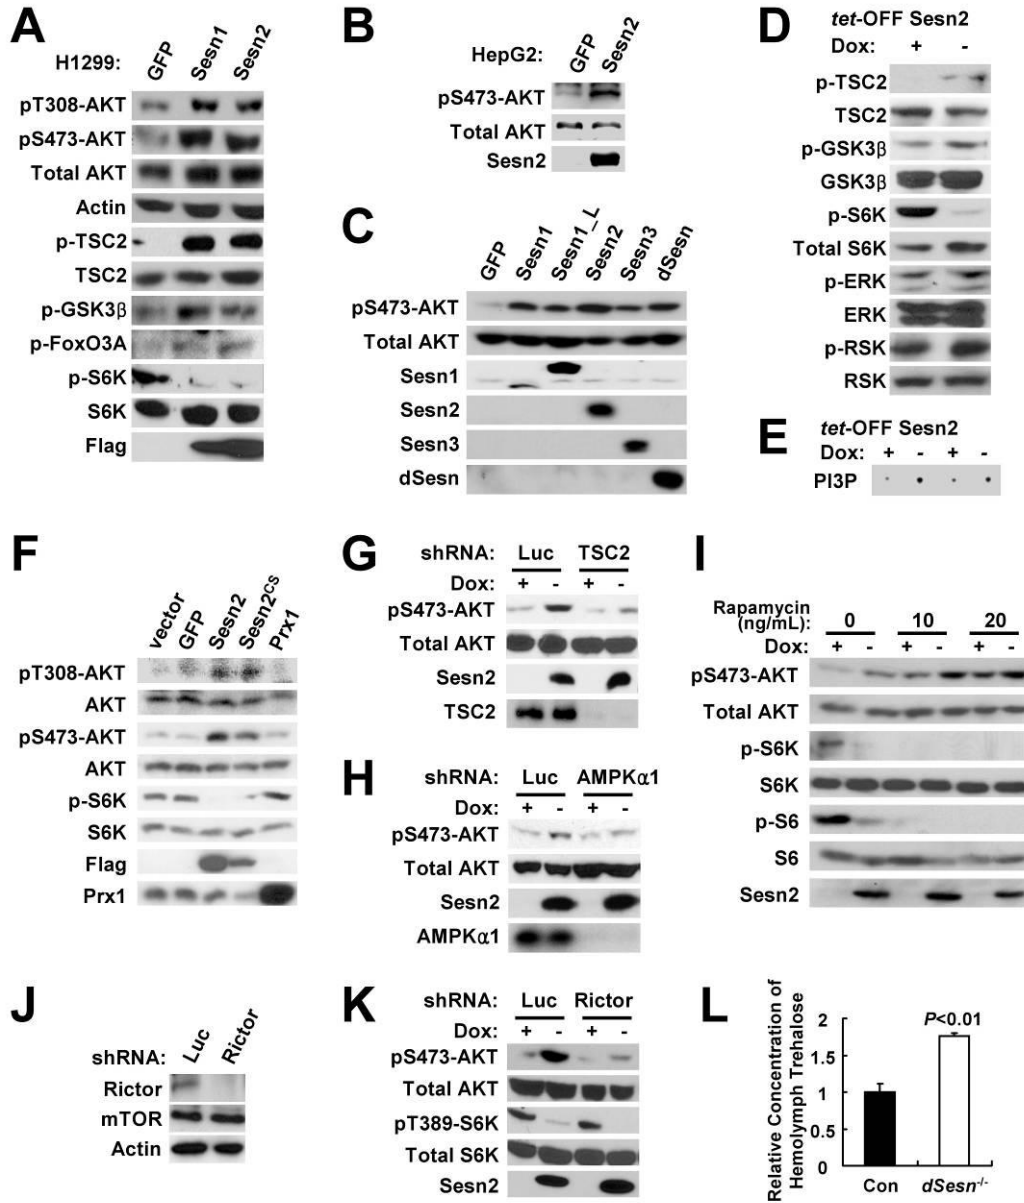 A
H1299: GFP Sesn1 Sesn2
pT308-AKT
pS473-AKT
Total AKT
Actin
p-TSC2
TSC2
p-GSK3β
p-FoxO3A
p-S6K
S6K
Flag
B
HepG2: GFP Sesn2
pS473-AKT
Total AKT
Sesn2
C
GFP Sesn1 Sesn1_L Sesn2 Sesn3 dSesn
pS473-AKT
Total AKT
Sesn1
Sesn2
Sesn3
dSesn
D
tet-OFF Sesn2
Dox: + -
p-TSC2
TSC2
p-GSK3β
GSK3β
p-S6K
Total S6K
p-ERK
ERK
p-RSK
RSK
E
tet-OFF Sesn2
Dox: + - + -
PI3P
F
vector GFP Sesn2 Sesn2CS Prx1
pT308-AKT
AKT
pS473-AKT
AKT
p-S6K
S6K
Flag
Prx1
G
shRNA: Luc TSC2
Dox: + - + -
pS473-AKT
Total AKT
Sesn2
TSC2
H
shRNA: Luc AMPKα1
Dox: + - + -
pS473-AKT
Total AKT
Sesn2
AMPKα1
I
Rapamycin
(ng/mL): 0 10 20
Dox: + - + - + -
pS473-AKT
Total AKT
p-S6K
S6K
p-S6
S6
Sesn2
J
shRNA: Luc Rictor
Rictor
mTOR
Actin
K
shRNA: Luc Rictor
Dox: + - + -
pS473-AKT
Total AKT
pT389-S6K
Total S6K
Sesn2
L
Relative Concentration of
Hemolymph Trehalose
2
1.5
1
0.5
0
P<0.01
Con dSesn-/-